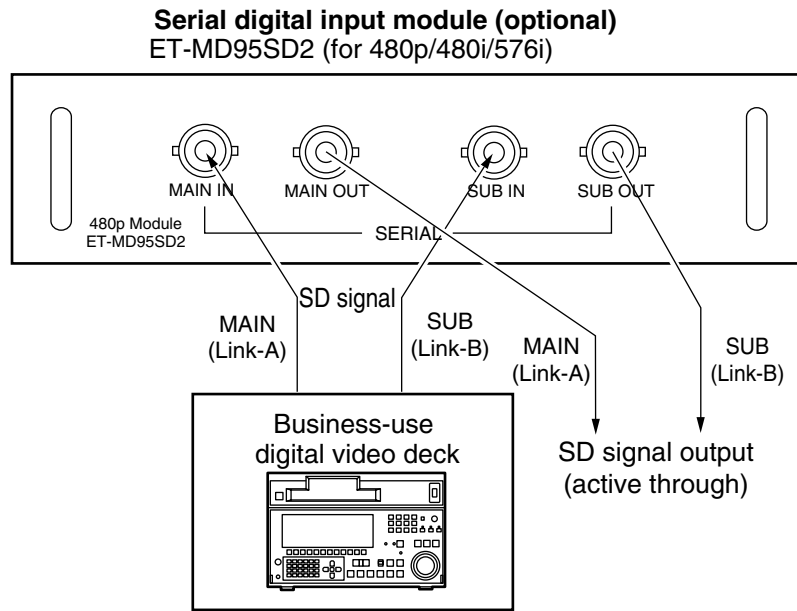 Serial digital input module (optional)
ET-MD95SD2 (for 480p/480i/576i)
MAIN IN
MAIN OUT
SUB IN
SUB OUT
480p Module
ET-MD95SD2
SERIAL
SD signal
MAIN
(Link-A)
SUB
(Link-B)
MAIN
(Link-A)
SUB
(Link-B)
Business-use
digital video deck
SD signal output
(active through)